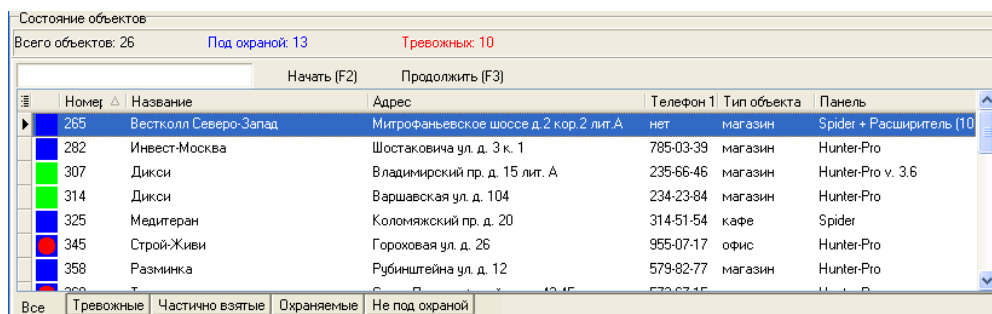 Состояние объектов
Всего объектов: 26 Под охраной: 13 Тревожных: 10
Начать (F2) Продолжить (F3)
Номер Название Адрес Телефон 1 Тип объекта Панель
265 Вестколл Северо-Запад Митрофаньевское шоссе д.2 кор.2 лит.А нет магазин Spider + Расширитель (10
282 Инвест-Москва Шостаковича ул. д. 3 к. 1 785-03-39 магазин Hunter-Pro
307 Дикси Владимирский пр. д. 15 лит. А 235-66-46 магазин Hunter-Pro v. 3.6
314 Дикси Варшавская ул. д. 104 234-23-84 магазин Hunter-Pro
325 Медитеран Коломяжский пр. д. 20 314-51-54 кафе Spider
345 Строй-Живи Гороховая ул. д. 26 955-07-17 офис Hunter-Pro
358 Разминка Рубинштейна ул. д. 12 579-82-77 магазин Hunter-Pro
Все Тревожные Частично взятые Охраняемые Не под охраной